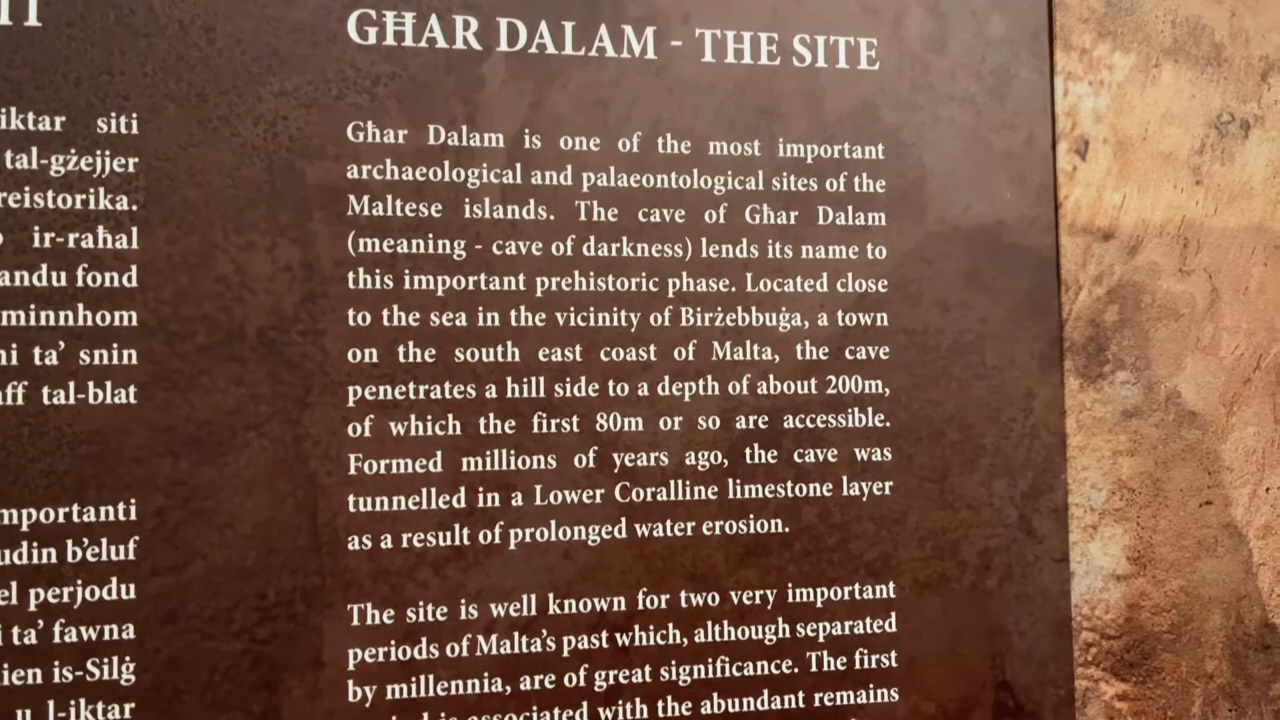 iktar siti
tal-gżejjer
reistorika.
ir-raħal
andu fond
minnhom
ta' snin
tal-blat
mportanti
udin b'eluf
el perjodu
ta' fawna
ien is-Silġ
u l-iktar
GĦAR DALAM - THE SITE
Għar Dalam is one of the most important
archaeological and palaeontological sites of the
Maltese islands. The cave of Għar Dalam
(meaning - cave of darkness) lends its name to
this important prehistoric phase. Located close
to the sea in the vicinity of Birżebbuġa, a town
on the south east coast of Malta, the cave
penetrates a hill side to a depth of about 200m,
of which the first 80m or so are accessible.
Formed millions of years ago, the cave was
tunnelled in a Lower Coralline limestone layer
as a result of prolonged water erosion.
The site is well known for two very important
periods of Malta's past which, although separated
by millennia, are of great significance. The first
is associated with the abundant remains